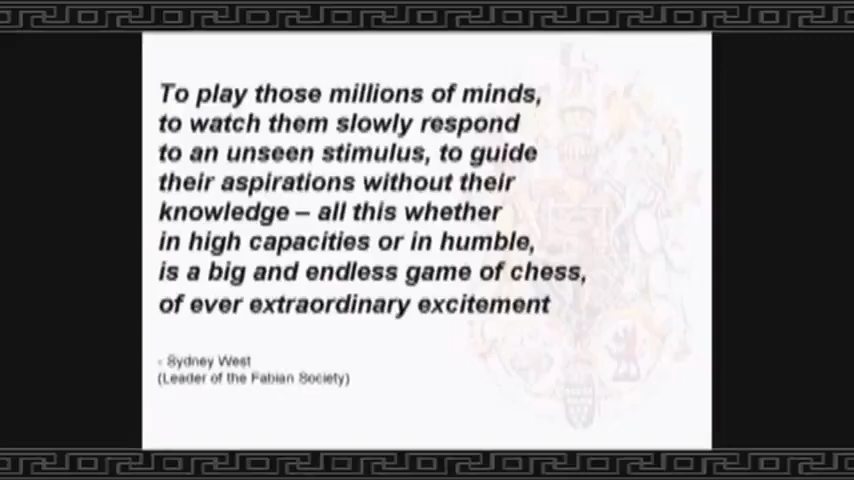 To play those millions of minds,
to watch them slowly respond
to an unseen stimulus, to guide
their aspirations without their
knowledge – all this whether
in high capacities or in humble,
is a big and endless game of chess,
of ever extraordinary excitement
- Sydney West
(Leader of the Fabian Society)